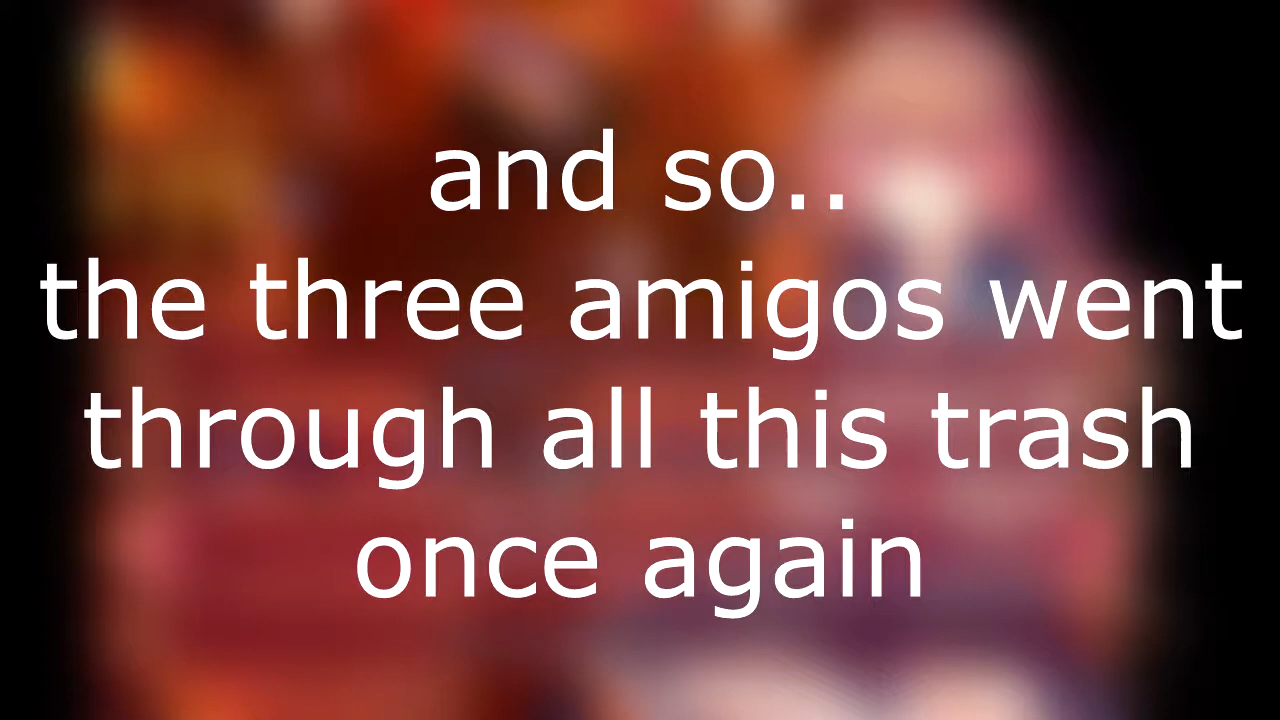 and so..
the three amigos went
through all this trash
once again